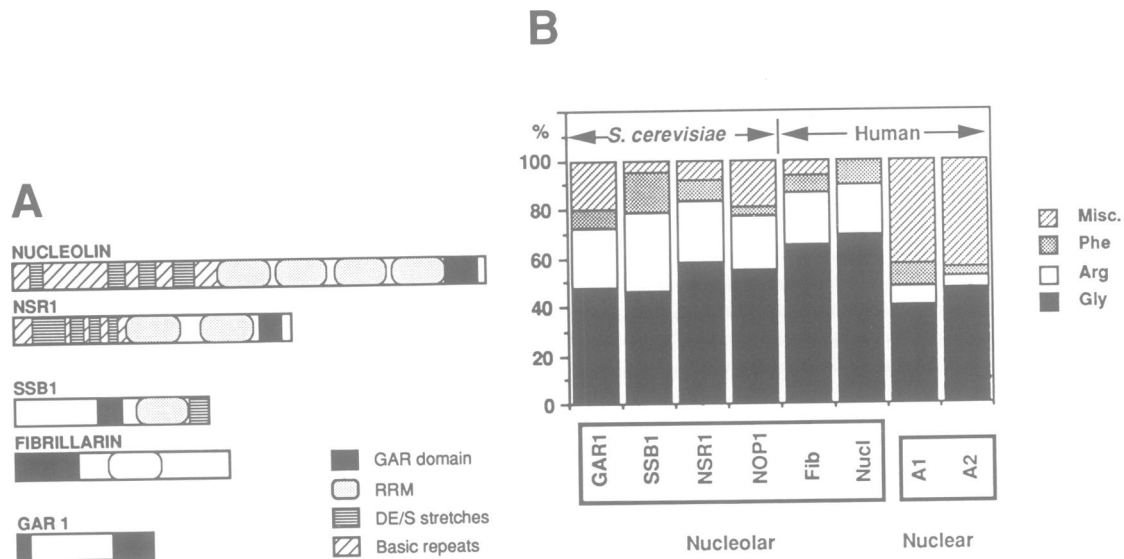 A
NUCLEOLIN
NSR1
SSB1
FIBRILLARIN
GAR 1
GAR domain
RRM
DE/S stretches
Basic repeats
B
%
S. cerevisiae
Human
100
80
60
40
20
0
Misc.
Phe
Arg
Gly
GAR1
SSB1
NSR1
NOP1
Fib
Nucl
A1
A2
Nucleolar
Nuclear